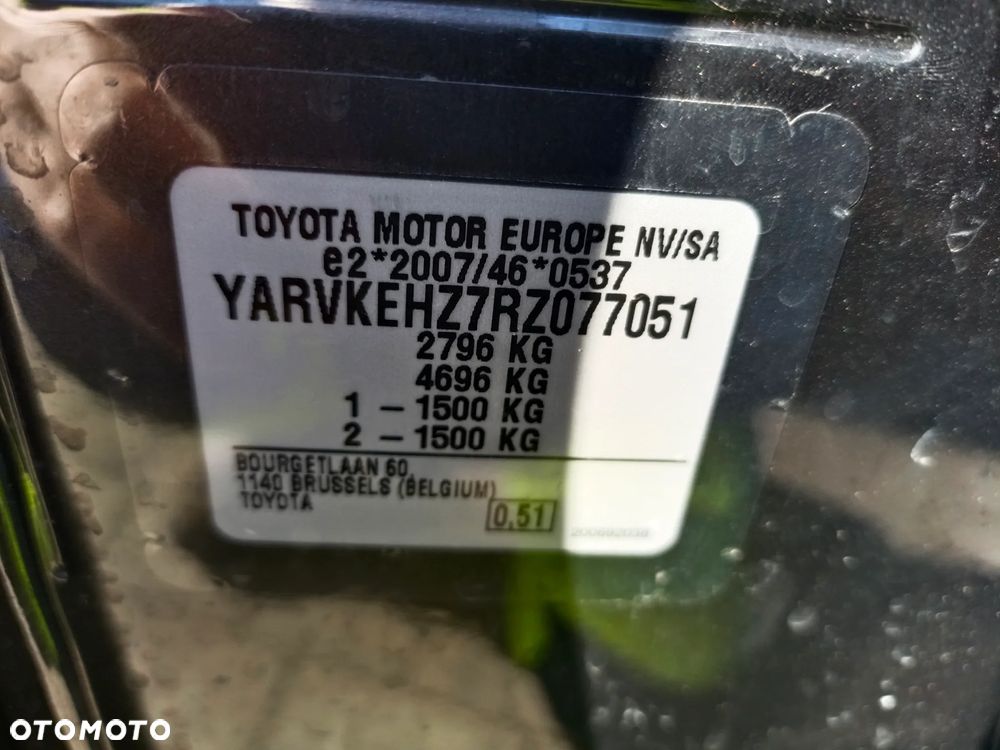 TOYOTA MOTOR EUROPE NV/SA
e2*2007/46*0537
YARVKEHZ7RZ077051
2796 KG
4696 KG
1 - 1500 KG
2 - 1500 KG
BOURGETLAAN 60,
1140 BRUSSELS (BELGIUM)
TOYOTA
0,51
OTOMOTO